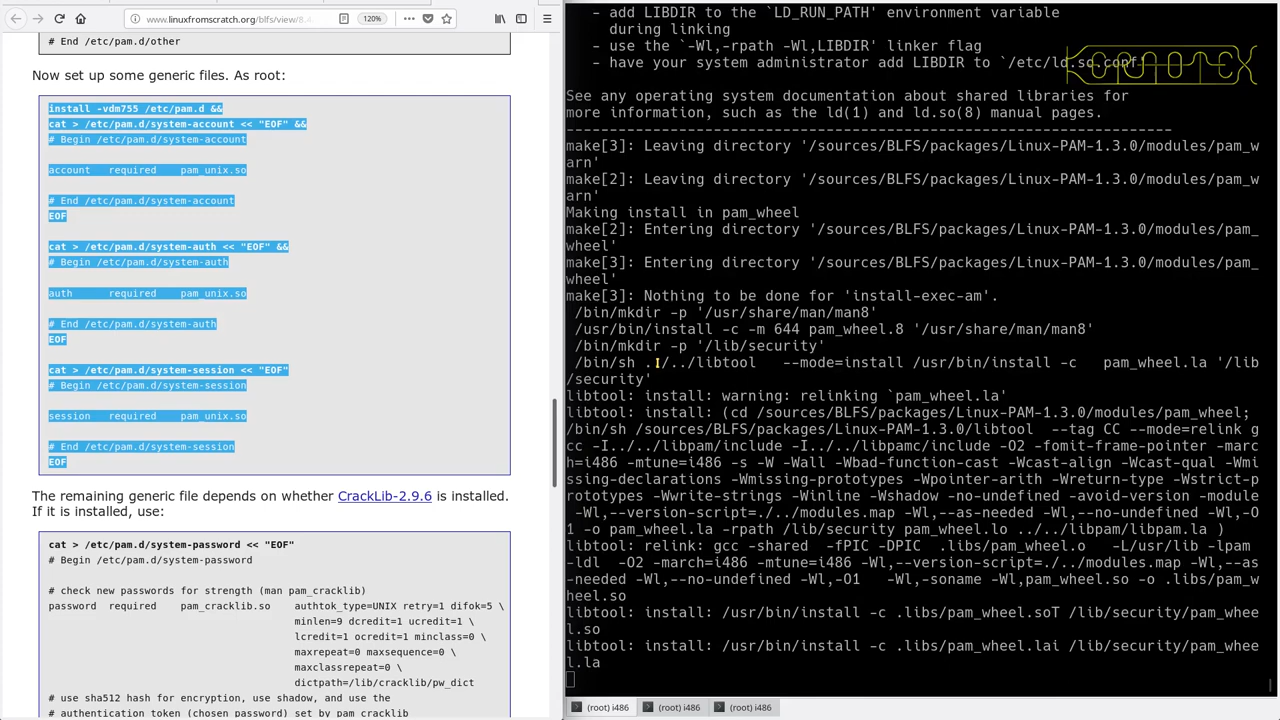 www.linuxfromscratch.org/blfs/view/8.
120%
# End /etc/pam.d/other
Now set up some generic files. As root:
install -vdm755 /etc/pam.d &&
cat > /etc/pam.d/system-account << "EOF" &&
# Begin /etc/pam.d/system-account
account required pam_unix.so
# End /etc/pam.d/system-account
EOF
cat > /etc/pam.d/system-auth << "EOF" &&
# Begin /etc/pam.d/system-auth
auth required pam_unix.so
# End /etc/pam.d/system-auth
EOF
cat > /etc/pam.d/system-session << "EOF"
# Begin /etc/pam.d/system-session
session required pam_unix.so
# End /etc/pam.d/system-session
EOF
The remaining generic file depends on whether CrackLib-2.9.6 is installed.
If it is installed, use:
cat > /etc/pam.d/system-password << "EOF"
# Begin /etc/pam.d/system-password
# check new passwords for strength (man pam_cracklib)
password required pam_cracklib.so authtok_type=UNIX retry=1 difok=5 \
minlen=9 dcredit=1 ucredit=1 \
lcredit=1 ocredit=1 minclass=0 \
maxrepeat=0 maxsequence=0 \
maxclassrepeat=0 \
dictpath=/lib/cracklib/pw_dict
# use sha512 hash for encryption, use shadow, and use the
# authentication token (chosen password) set by pam_cracklib
- add LIBDIR to the `LD_RUN_PATH' environment variable
during linking
- use the `-Wl,-rpath -Wl,LIBDIR' linker flag
- have your system administrator add LIBDIR to `/etc/ld.so.conf'
See any operating system documentation about shared libraries for
more information, such as the ld(1) and ld.so(8) manual pages.
----------------------------------------------------------------------
make[3]: Leaving directory '/sources/BLFS/packages/Linux-PAM-1.3.0/modules/pam_w
arn'
make[2]: Leaving directory '/sources/BLFS/packages/Linux-PAM-1.3.0/modules/pam_w
arn'
Making install in pam_wheel
make[2]: Entering directory '/sources/BLFS/packages/Linux-PAM-1.3.0/modules/pam_
wheel'
make[3]: Entering directory '/sources/BLFS/packages/Linux-PAM-1.3.0/modules/pam_
wheel'
make[3]: Nothing to be done for 'install-exec-am'.
/bin/mkdir -p '/usr/share/man/man8'
/usr/bin/install -c -m 644 pam_wheel.8 '/usr/share/man/man8'
/bin/mkdir -p '/lib/security'
/bin/sh ../../libtool --mode=install /usr/bin/install -c pam_wheel.la '/lib
/security'
libtool: install: warning: relinking `pam_wheel.la'
libtool: install: (cd /sources/BLFS/packages/Linux-PAM-1.3.0/modules/pam_wheel;
/bin/sh /sources/BLFS/packages/Linux-PAM-1.3.0/libtool --tag CC --mode=relink g
cc -I../../libpam/include -I../../libpamc/include -O2 -fomit-frame-pointer -marc
h=i486 -mtune=i486 -s -W -Wall -Wbad-function-cast -Wcast-align -Wcast-qual -Wmi
ssing-declarations -Wmissing-prototypes -Wpointer-arith -Wreturn-type -Wstrict-p
rototypes -Wwrite-strings -Winline -Wshadow -no-undefined -avoid-version -module
-Wl,--version-script=./../modules.map -Wl,--as-needed -Wl,--no-undefined -Wl,-O
1 -o pam_wheel.la -rpath /lib/security pam_wheel.lo ../../libpam/libpam.la )
libtool: relink: gcc -shared -fPIC -DPIC .libs/pam_wheel.o -L/usr/lib -lpam
-ldl -O2 -march=i486 -mtune=i486 -Wl,--version-script=./../modules.map -Wl,--as
-needed -Wl,--no-undefined -Wl,-O1 -Wl,-soname -Wl,pam_wheel.so -o .libs/pam_w
heel.so
libtool: install: /usr/bin/install -c .libs/pam_wheel.soT /lib/security/pam_whee
l.so
libtool: install: /usr/bin/install -c .libs/pam_wheel.lai /lib/security/pam_whee
l.la
(root) i486
(root) i486
(root) i486